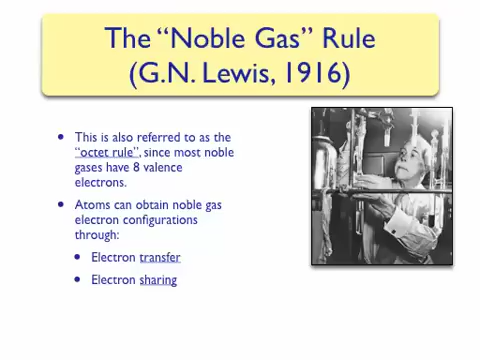 The “Noble Gas” Rule
(G.N. Lewis, 1916)
• This is also referred to as the
“octet rule”, since most noble
gases have 8 valence
electrons.
• Atoms can obtain noble gas
electron configurations
through:
• Electron transfer
• Electron sharing